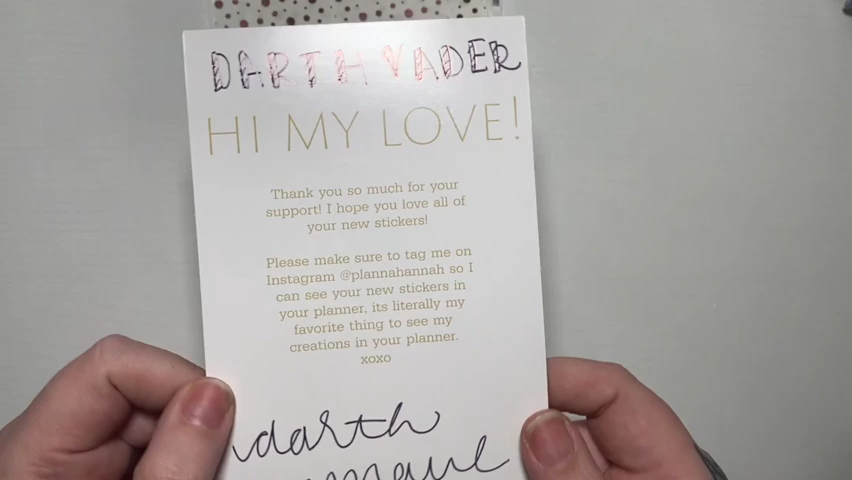 DARTH VADER
HI MY LOVE!
Thank you so much for your
support! I hope you love all of
your new stickers!
Please make sure to tag me on
Instagram @plannahannah so I
can see your new stickers in
your planner, its literally my
favorite thing to see my
creations in your planner.
xoxo
darth
maul